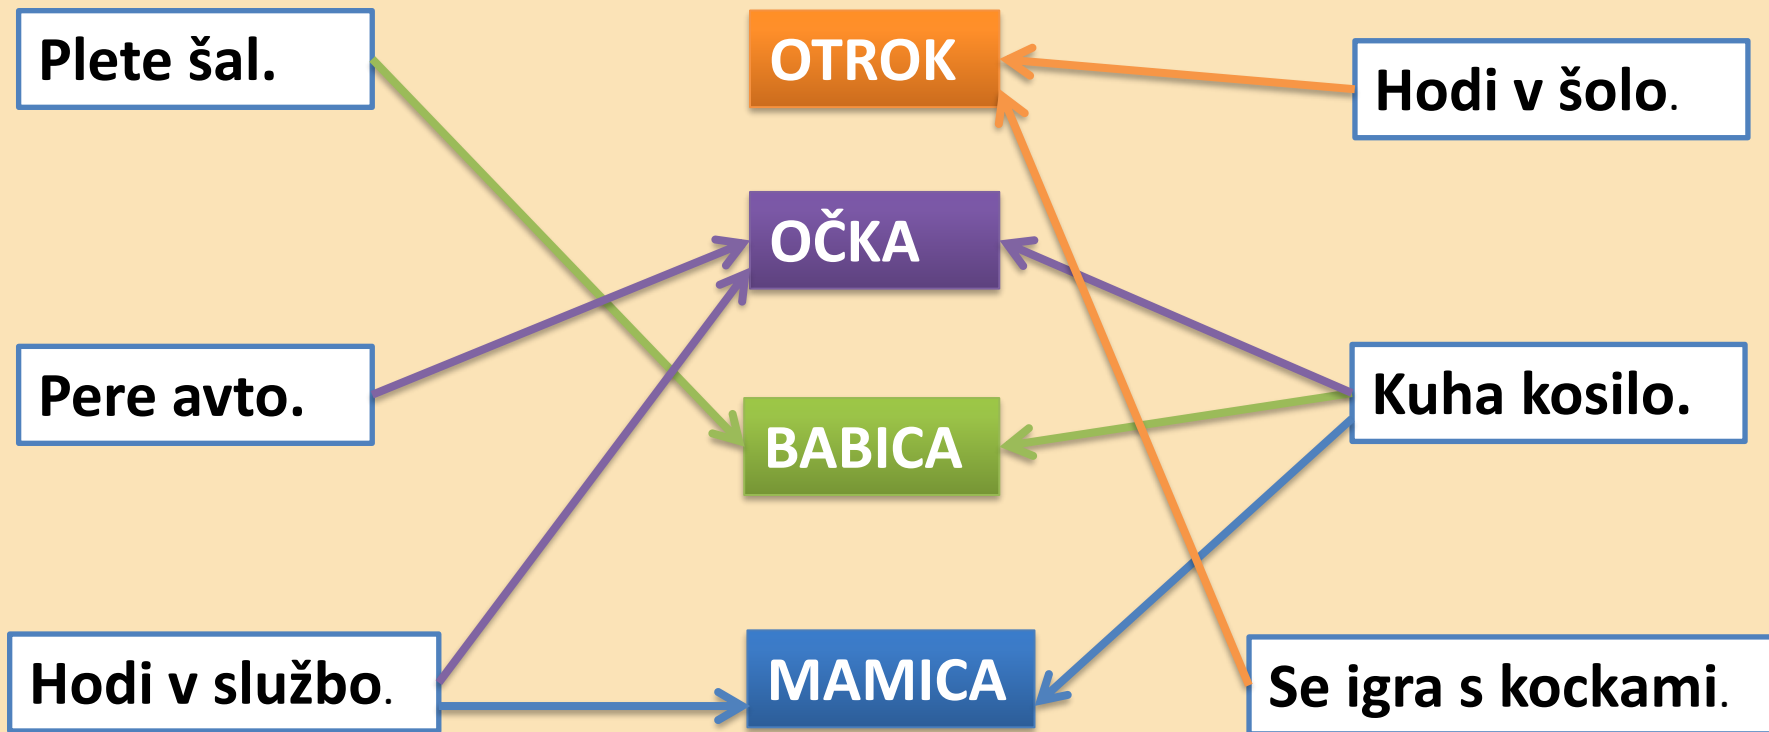 Plete šal.
OTROK
Hodi v šolo.
OČKA
Pere avto.
Kuha kosilo.
BABICA
Hodi v službo.
MAMICA
Se igra s kockami.